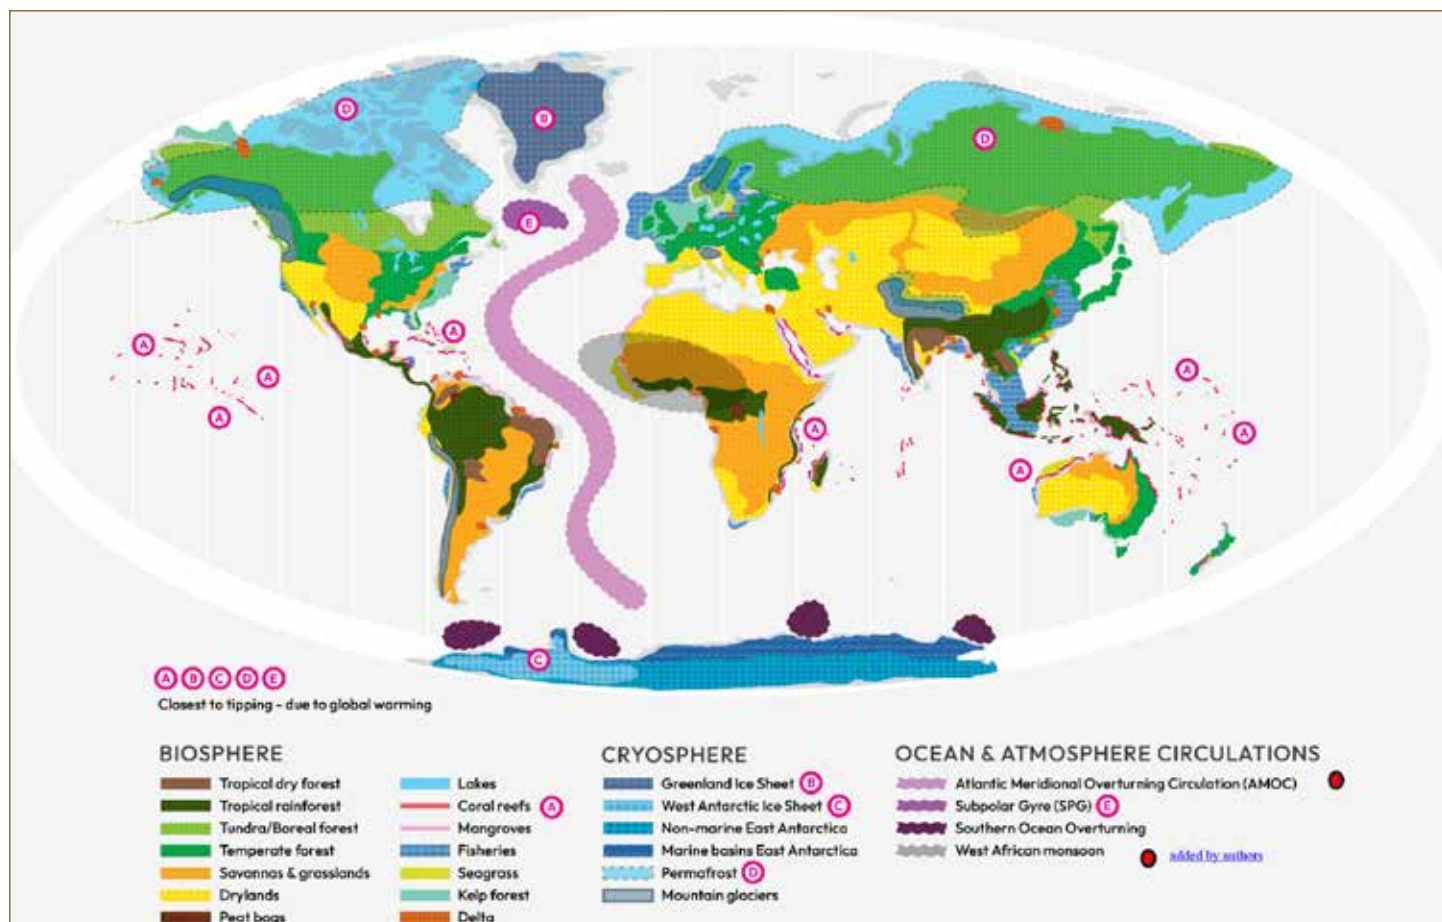 D
B
D
E
A
A
A
A
A
A
A
A
C
A B C D E
Closest to tipping - due to global warming
BIOSPHERE
Tropical dry forest
Tropical rainforest
Tundra/Boreal forest
Temperate forest
Savannas & grasslands
Drylands
Peat bogs
Lakes
Coral reefs A
Mangroves
Fisheries
Seagrass
Kelp forest
Delta
CRYOSPHERE
Greenland Ice Sheet B
West Antarctic Ice Sheet C
Non-marine East Antarctica
Marine basins East Antarctica
Permafrost D
Mountain glaciers
OCEAN & ATMOSPHERE CIRCULATIONS
Atlantic Meridional Overturning Circulation (AMOC)
Subpolar Gyre (SPG) E
Southern Ocean Overturning
West African monsoon
added by authors